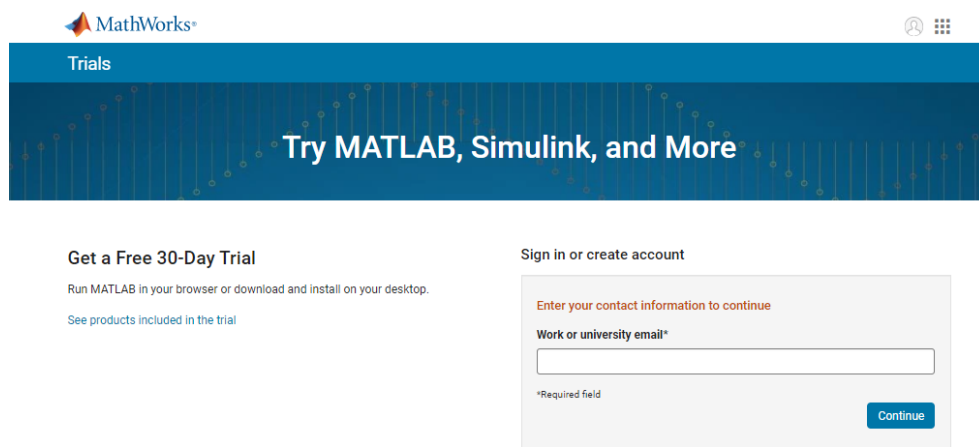 MathWorks®
Trials
Try MATLAB, Simulink, and More
Get a Free 30-Day Trial
Run MATLAB in your browser or download and install on your desktop.
See products included in the trial
Sign in or create account
Enter your contact information to continue
Work or university email*
*Required field
Continue